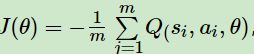 J(θ) = − 1/m ∑_{j=1}^{m} Q(s_i, a_i, θ),